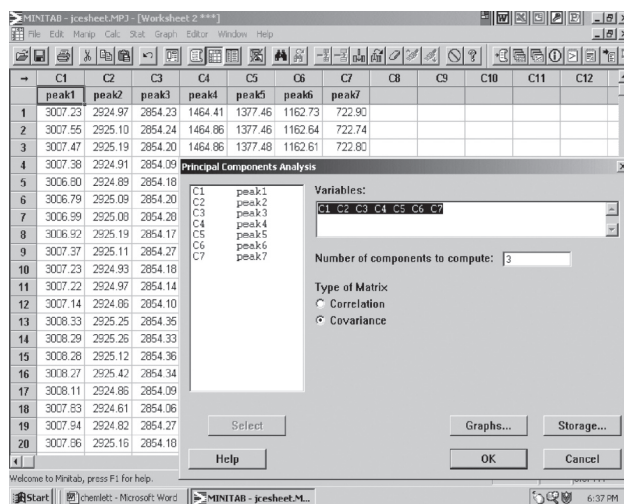 MINITAB - jcesheet.MPJ - [Worksheet 2 ***]
File Edit Manip Calc Stat Graph Editor Window Help
C1 C2 C3 C4 C5 C6 C7 C8 C9 C10 C11 C12
peak1 peak2 peak3 peak4 peak5 peak6 peak7
1 3007.23 2924.97 2854.23 1464.41 1377.46 1162.73 722.90
2 3007.55 2925.10 2854.24 1464.86 1377.46 1162.64 722.74
3 3007.47 2925.19 2854.20 1464.86 1377.48 1162.61 722.80
4 3007.38 2924.91 2854.09
5 3006.80 2924.89 2854.18
6 3006.79 2925.09 2854.20
7 3006.99 2925.08 2854.28
8 3006.92 2925.19 2854.17
9 3007.37 2925.11 2854.27
10 3007.23 2924.93 2854.18
11 3007.22 2924.97 2854.14
12 3007.14 2924.86 2854.10
13 3008.33 2925.25 2854.35
14 3008.29 2925.26 2854.33
15 3008.28 2925.12 2854.36
16 3008.27 2925.42 2854.34
17 3008.11 2924.86 2854.09
18 3007.83 2924.61 2854.06
19 3007.94 2924.82 2854.27
20 3007.86 2925.16 2854.18
Principal Components Analysis
C1 peak1
C2 peak2
C3 peak3
C4 peak4
C5 peak5
C6 peak6
C7 peak7
Variables:
C1 C2 C3 C4 C5 C6 C7
Number of components to compute: 3
Type of Matrix
Correlation
Covariance
Select
Graphs...
Storage...
Help
OK
Cancel
Welcome to Minitab, press F1 for help.
Start
chemlett - Microsoft Word
MINITAB - jcesheet.M...
6:37 PM